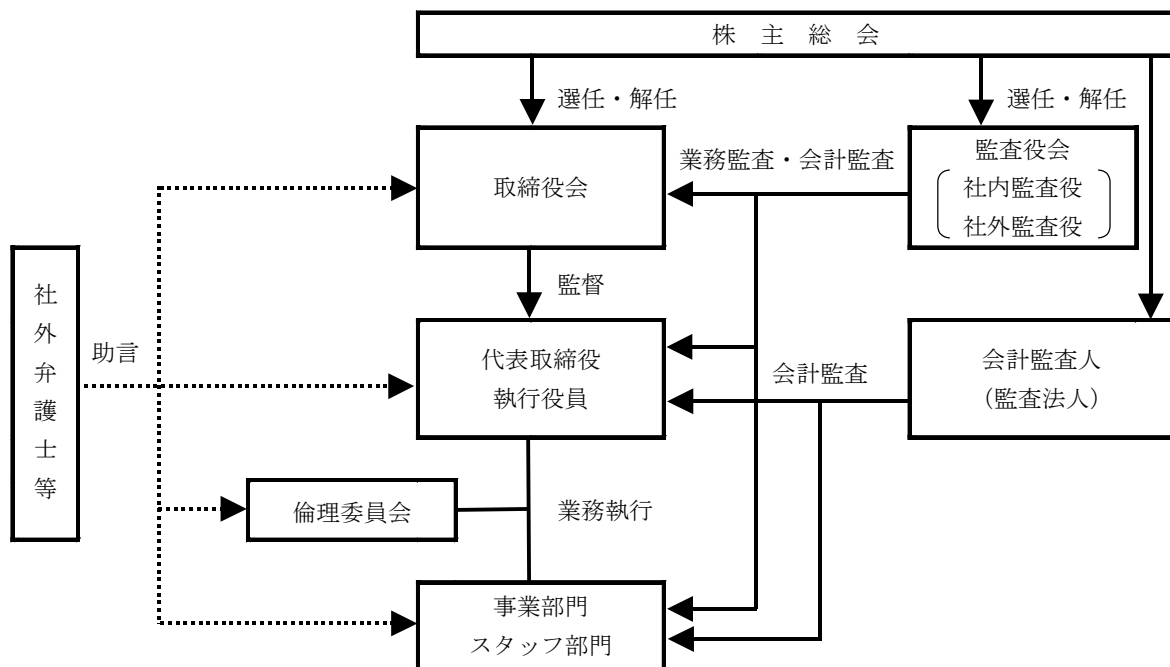 株主総会
選任・解任
選任・解任
取締役会
業務監査・会計監査
監査役会
社内監査役
社外監査役
監督
社外弁護士等
助言
代表取締役
執行役員
会計監査
会計監査人
(監査法人)
倫理委員会
業務執行
事業部門
スタッフ部門